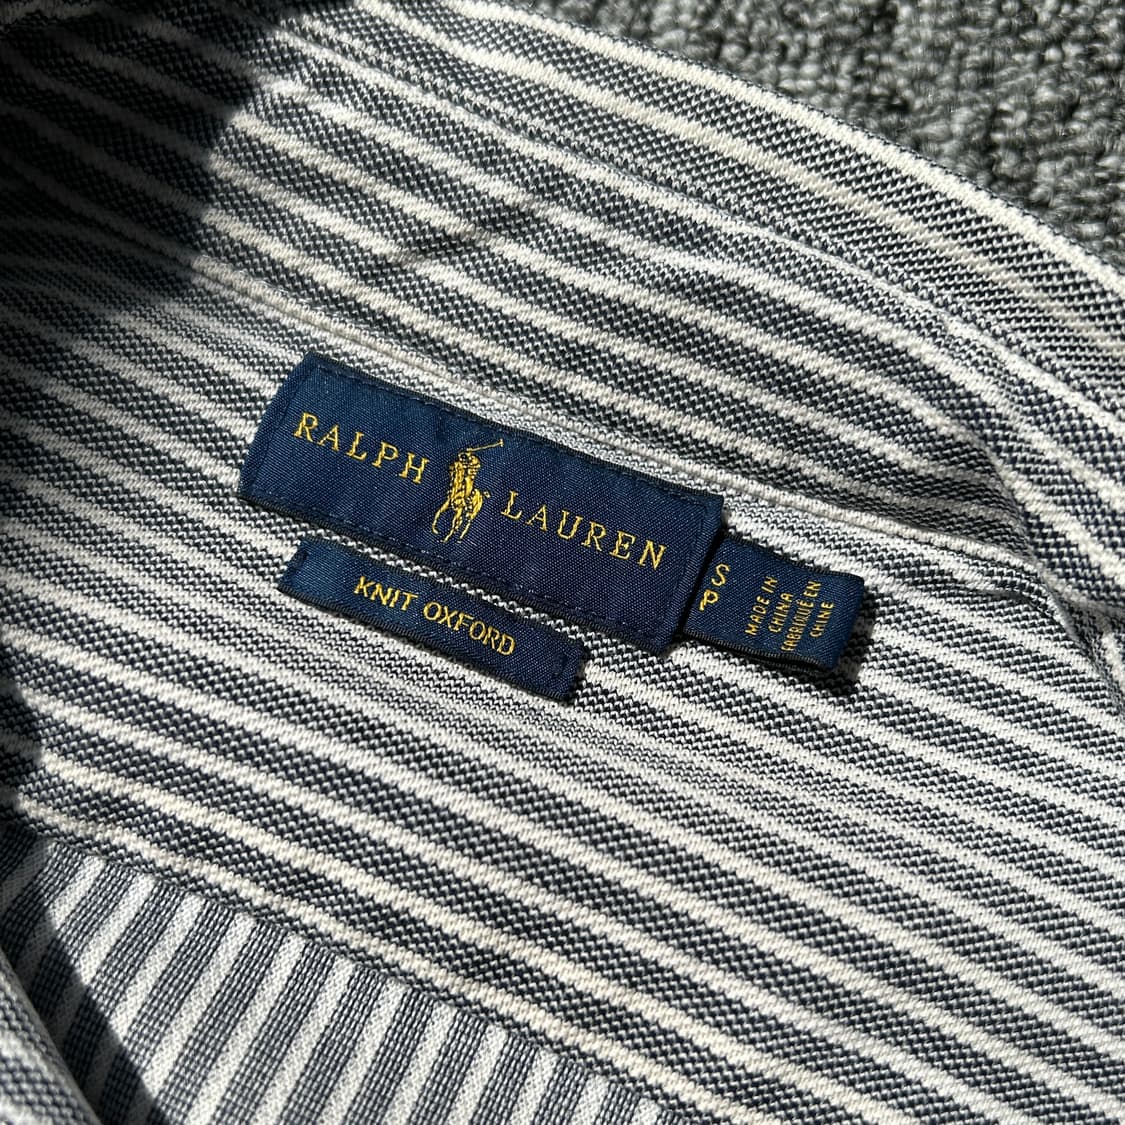 RALPH LAUREN
KNIT OXFORD
S
P
MADE IN
CHINA
FABRIQUÉ EN
CHINE